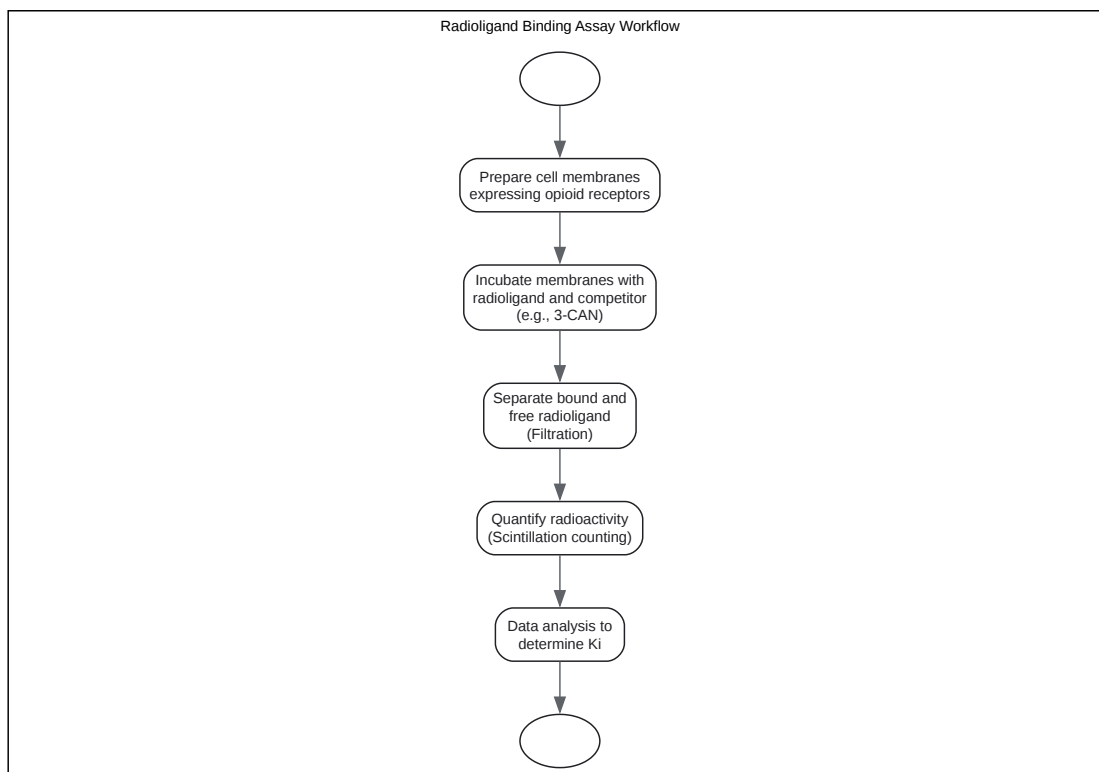 Radioligand Binding Assay Workflow
Prepare cell membranes
expressing opioid receptors
Incubate membranes with
radioligand and competitor
(e.g., 3-CAN)
Separate bound and
free radioligand
(Filtration)
Quantify radioactivity
(Scintillation counting)
Data analysis to
determine Ki